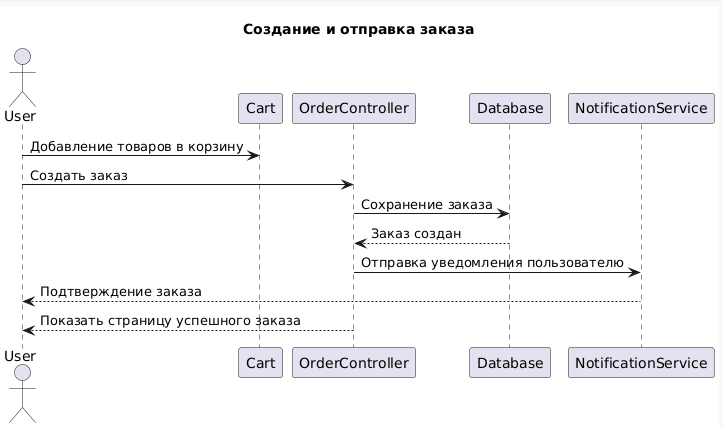 Создание и отправка заказа
User
Cart
OrderController
Database
NotificationService
Добавление товаров в корзину
Создать заказ
Сохранение заказа
Заказ создан
Отправка уведомления пользователю
Подтверждение заказа
Показать страницу успешного заказа
User
Cart
OrderController
Database
NotificationService